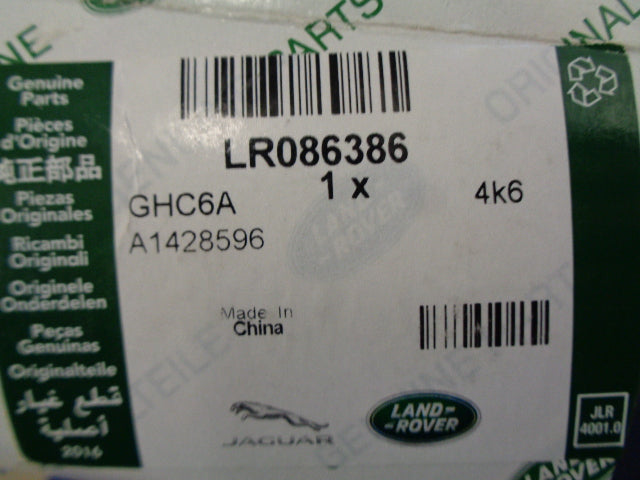 Genuine
Parts
Pièces
d'Origine
純正部品
Piezas
Originales
Ricambi
Originali
Originele
Onderdelen
Peças
Genuínas
Originalteile
قطع غيار
أصلية
2016
LR086386
1 x
GHC6A
4k6
A1428596
Made In
China
JAGUAR
LAND-
-ROVER
JLR
4001.0